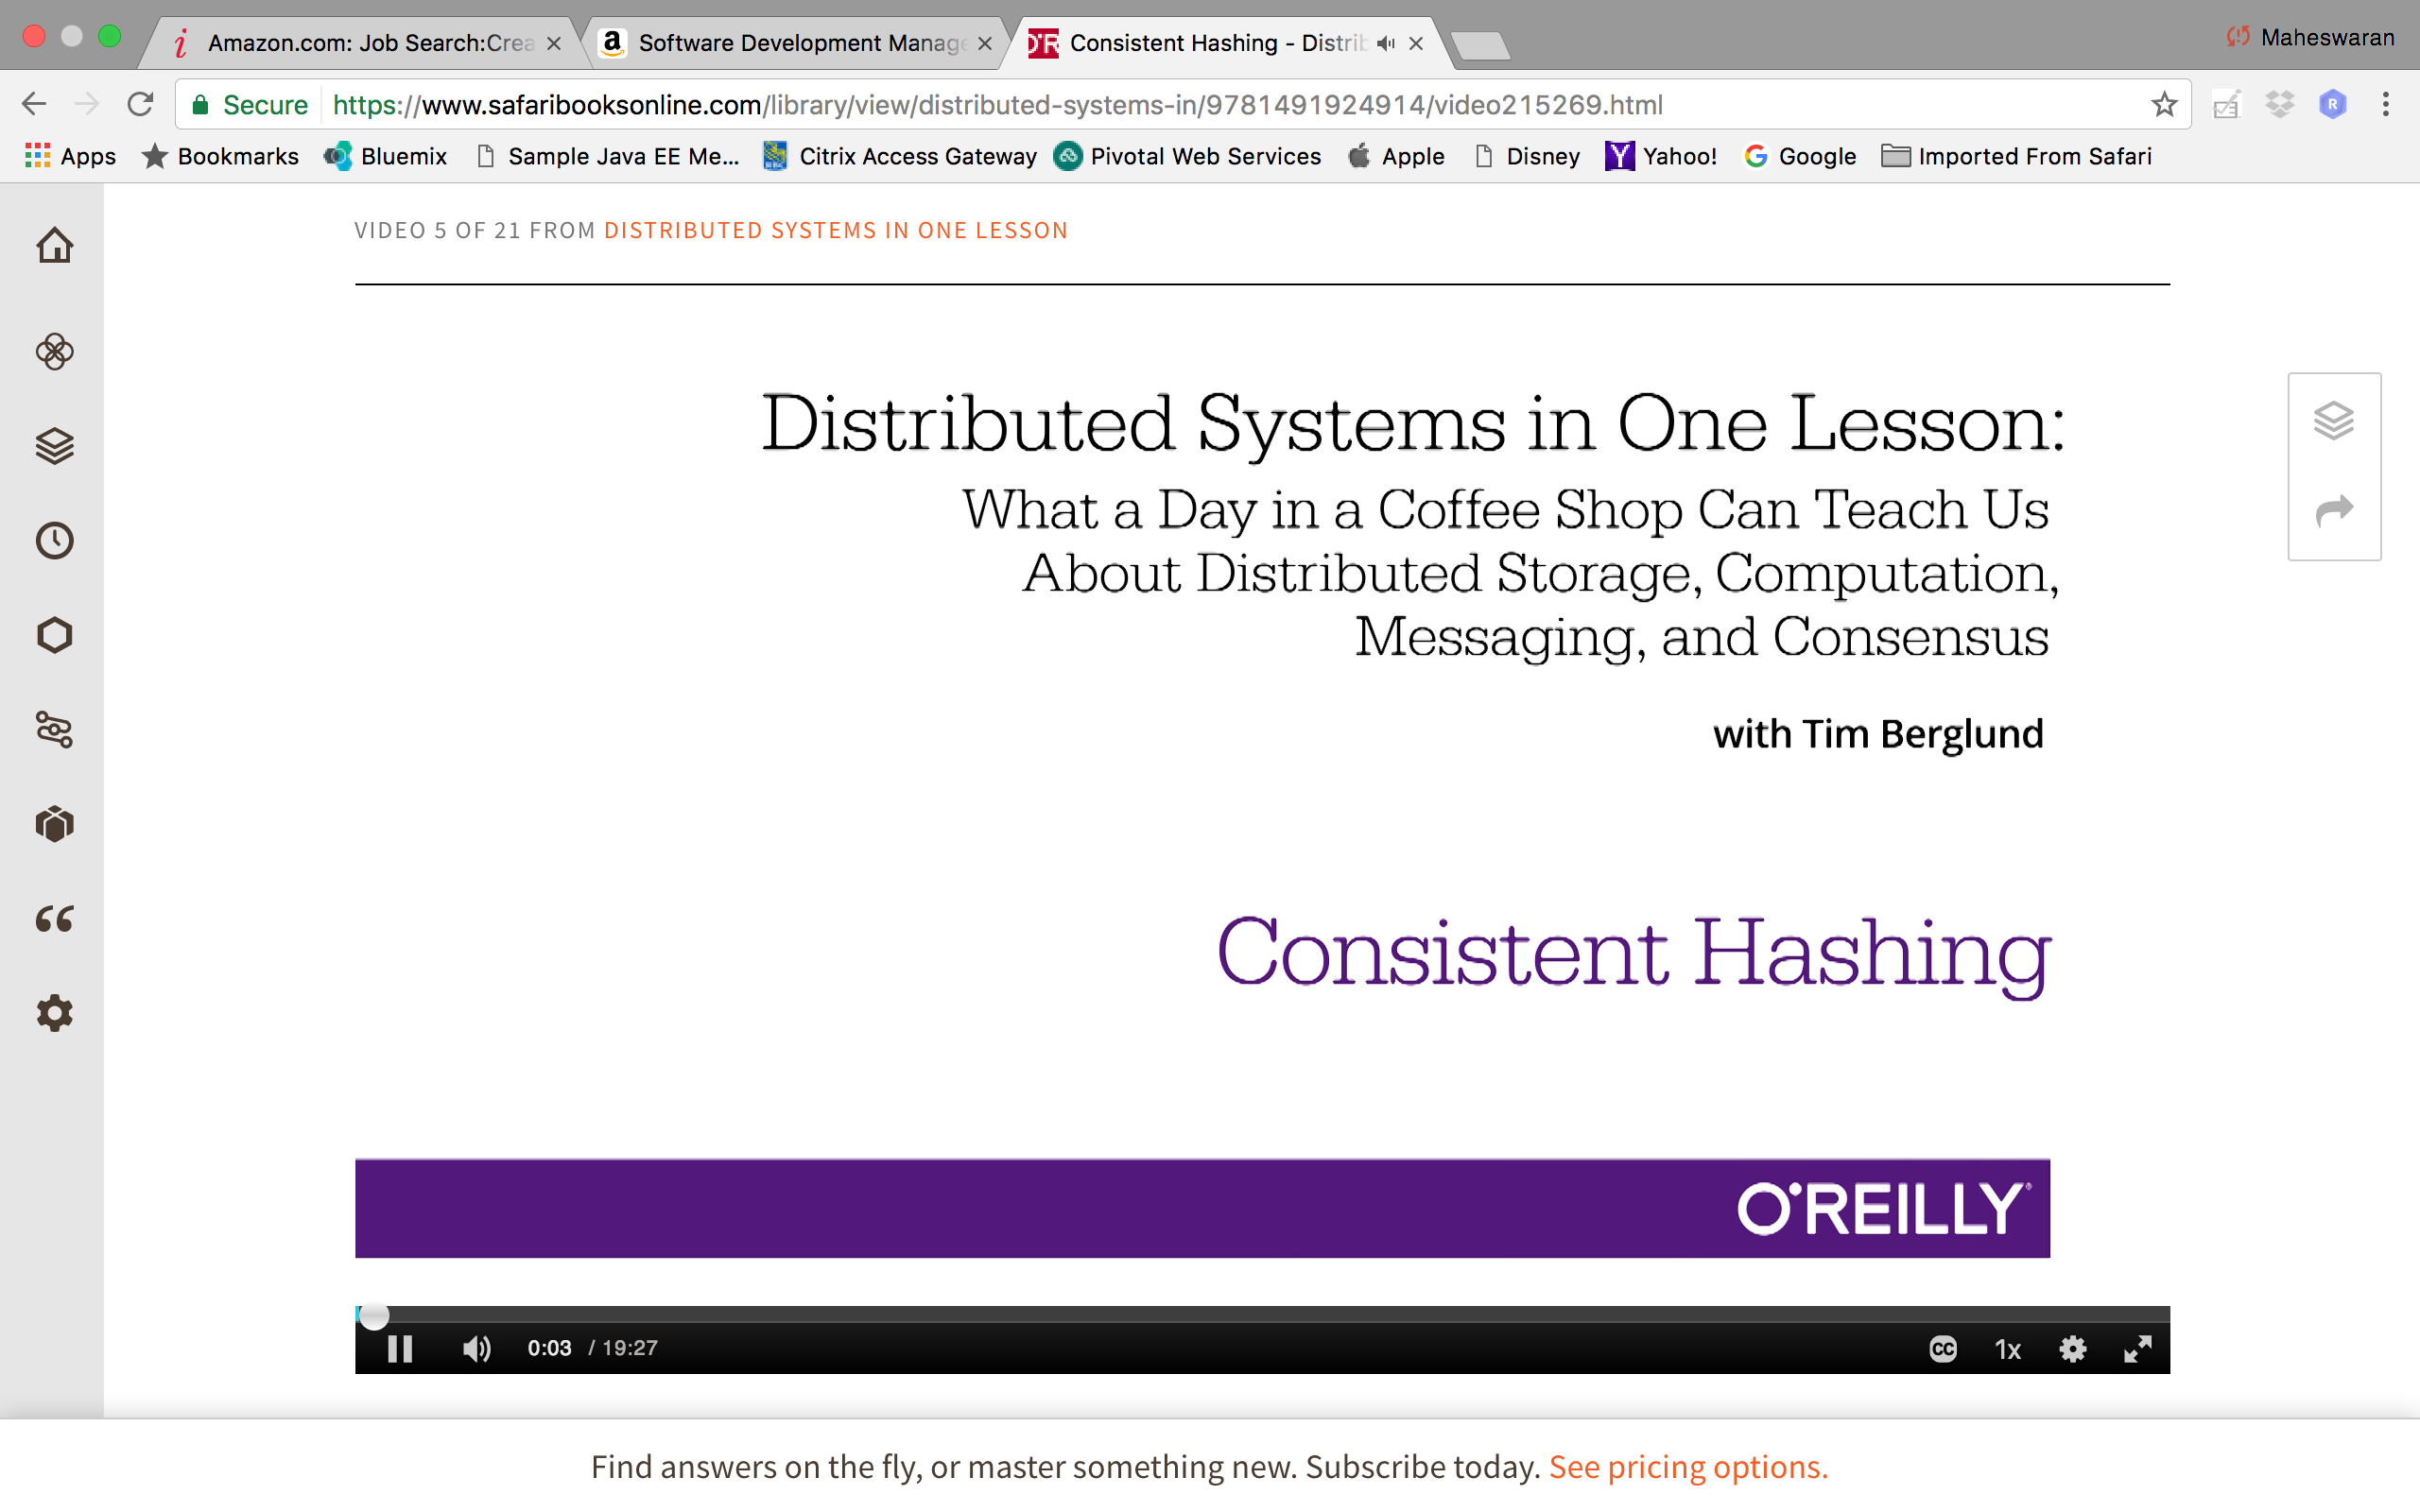 Amazon.com: Job Search:Crea
Software Development Manage
Consistent Hashing - Distrib
Maheswaran
Secure https://www.safaribooksonline.com/library/view/distributed-systems-in/9781491924914/video215269.html
Apps Bookmarks Bluemix Sample Java EE Me... Citrix Access Gateway Pivotal Web Services Apple Disney Yahoo! Google Imported From Safari
VIDEO 5 OF 21 FROM DISTRIBUTED SYSTEMS IN ONE LESSON
Distributed Systems in One Lesson:
What a Day in a Coffee Shop Can Teach Us
About Distributed Storage, Computation,
Messaging, and Consensus
with Tim Berglund
Consistent Hashing
O'REILLY®
0:03 / 19:27 CC 1x
Find answers on the fly, or master something new. Subscribe today. See pricing options.